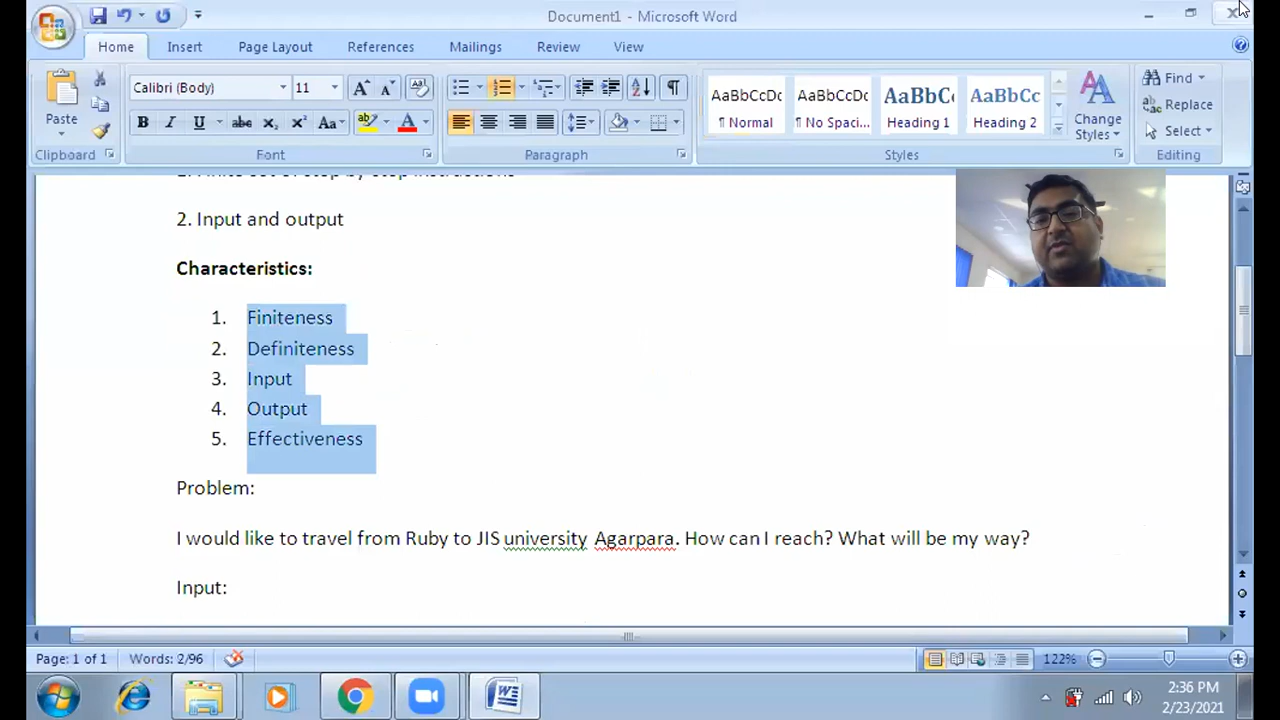 Document1 - Microsoft Word
Home Insert Page Layout References Mailings Review View
Calibri (Body) 11
AaBbCcDc AaBbCcDc AaBbC AaBbCc
¶ Normal ¶ No Spaci... Heading 1 Heading 2
Paste
Change
Styles
Find
Replace
Select
Clipboard Font Paragraph Styles Editing
2. Input and output
Characteristics:
1. Finiteness
2. Definiteness
3. Input
4. Output
5. Effectiveness
Problem:
I would like to travel from Ruby to JIS university Agarpara. How can I reach? What will be my way?
Input:
Page: 1 of 1 Words: 2/96 122%
2:36 PM
2/23/2021